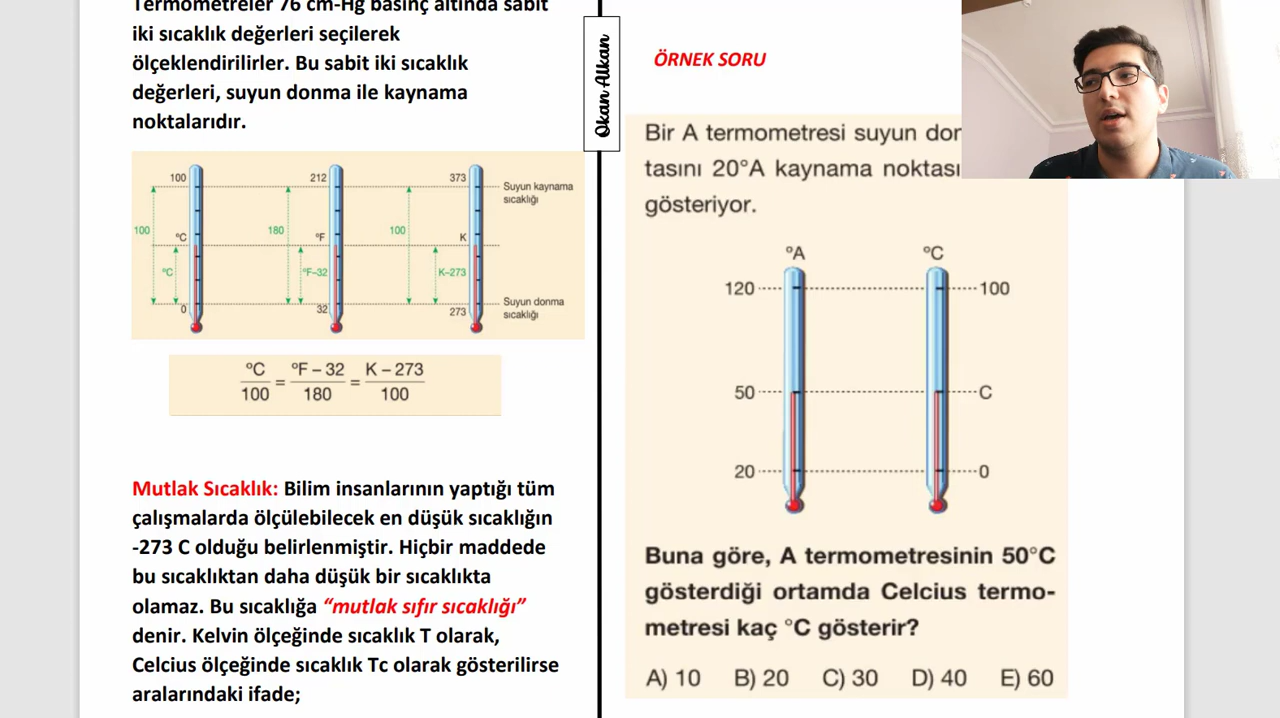 Termometreler 76 cm-Hg basınç altında sabit
iki sıcaklık değerleri seçilerek
ölçeklendirilirler. Bu sabit iki sıcaklık
değerleri, suyun donma ile kaynama
noktalarıdır.
100
212
373
Suyun kaynama
sıcaklığı
100
180
100
°C
°F
K
°C
°F–32
K–273
0
32
273
Suyun donma
sıcaklığı
°C/100 = °F – 32/180 = K – 273/100
Mutlak Sıcaklık: Bilim insanlarının yaptığı tüm
çalışmalarda ölçülebilecek en düşük sıcaklığın
-273 C olduğu belirlenmiştir. Hiçbir maddede
bu sıcaklıktan daha düşük bir sıcaklıkta
olamaz. Bu sıcaklığa “mutlak sıfır sıcaklığı”
denir. Kelvin ölçeğinde sıcaklık T olarak,
Celcius ölçeğinde sıcaklık Tc olarak gösterilirse
aralarındaki ifade;
Okan Alkan
ÖRNEK SORU
Bir A termometresi suyun
tasını 20°A kaynama
gösteriyor.
°A
°C
120
100
50
C
20
0
Buna göre, A termometresinin 50°C
gösterdiği ortamda Celcius termo-
metresi kaç °C gösterir?
A) 10 B) 20 C) 30 D) 40 E) 60